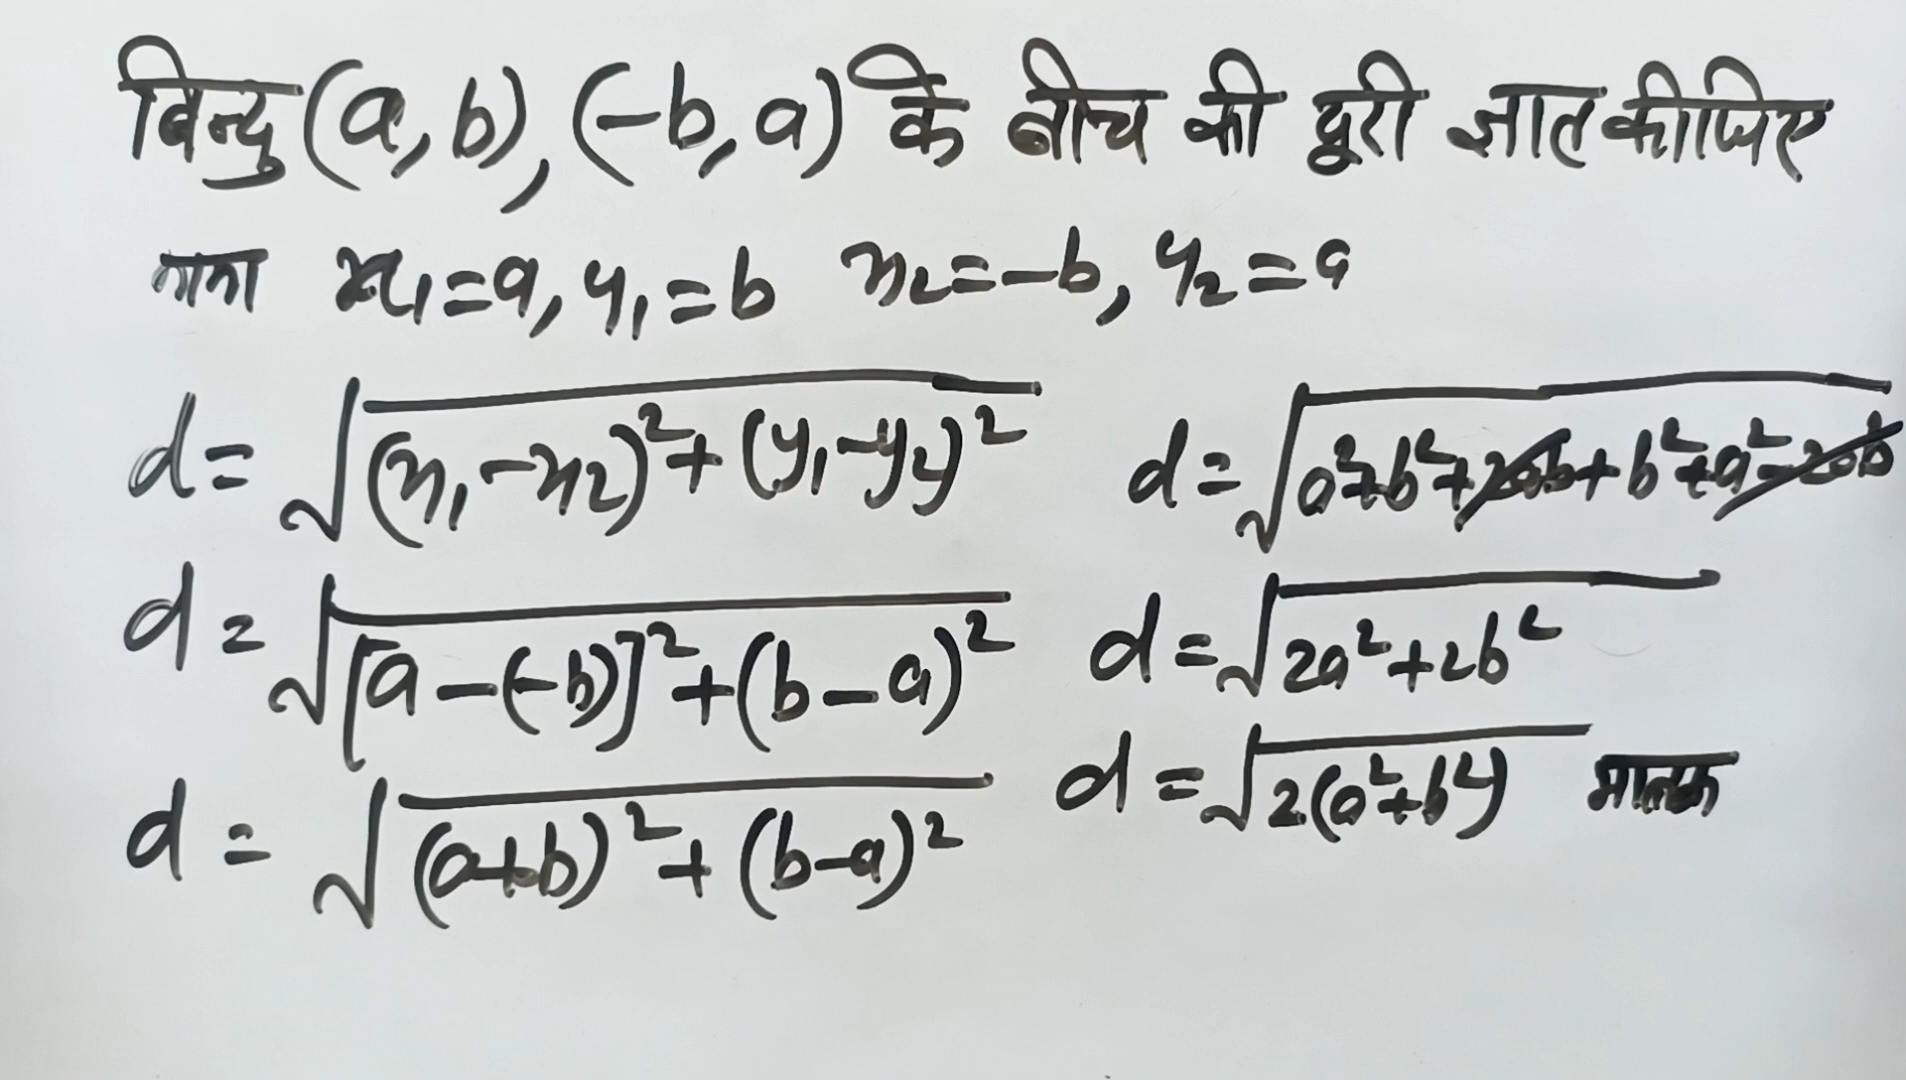 बिन्दु (a, b), (-b, a) के बीच की दूरी ज्ञात कीजिए
माना x₁=a, y₁=b x₂=-b, y₂=a
d=√((x₁-x₂)²+(y₁-y₂)²)
d=√([a-(-b)]²+(b-a)²)
d=√((a+b)²+(b-a)²)
d=√(a²+b²+2ab+b²+a²-2ab)
d=√(2a²+2b²)
d=√(2(a²+b²)) मात्रक